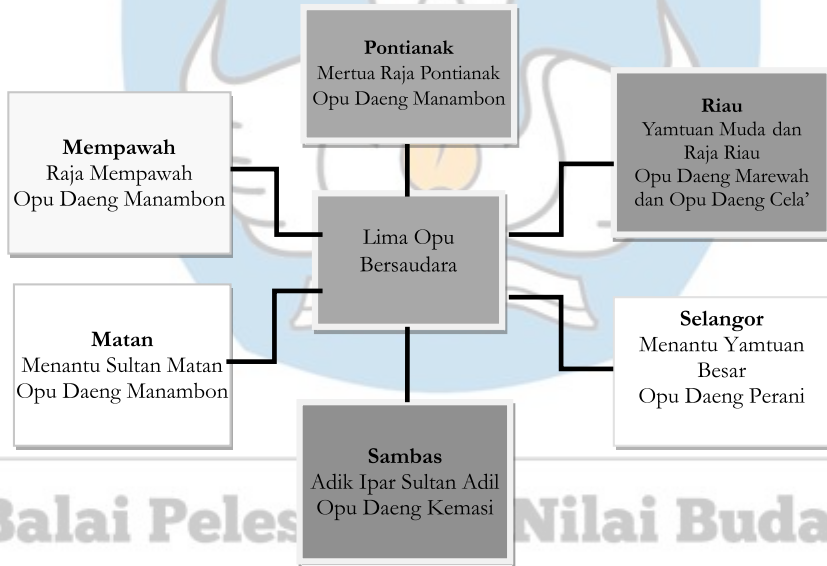 Pontianak
Mertua Raja Pontianak
Opu Daeng Manambon
Mempawah
Raja Mempawah
Opu Daeng Manambon
Riau
Yamtuan Muda dan
Raja Riau
Opu Daeng Marewah
dan Opu Daeng Cela’
Lima Opu
Bersaudara
Matan
Menantu Sultan Matan
Opu Daeng Manambon
Selangor
Menantu Yamtuan
Besar
Opu Daeng Perani
Sambas
Adik Ipar Sultan Adil
Opu Daeng Kemasi
Balai Nilai